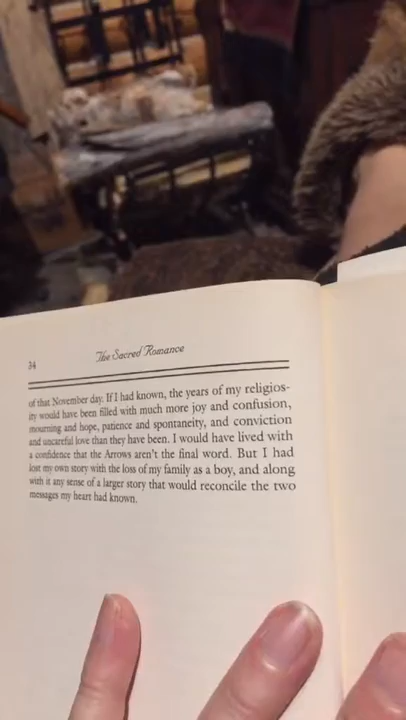 34
The Sacred Romance
of that November day. If I had known, the years of my religios-
ity would have been filled with much more joy and confusion,
mourning and hope, patience and spontaneity, and conviction
and uncareful love than they have been. I would have lived with
a confidence that the Arrows aren't the final word. But I had
lost my own story with the loss of my family as a boy, and along
with it any sense of a larger story that would reconcile the two
messages my heart had known.